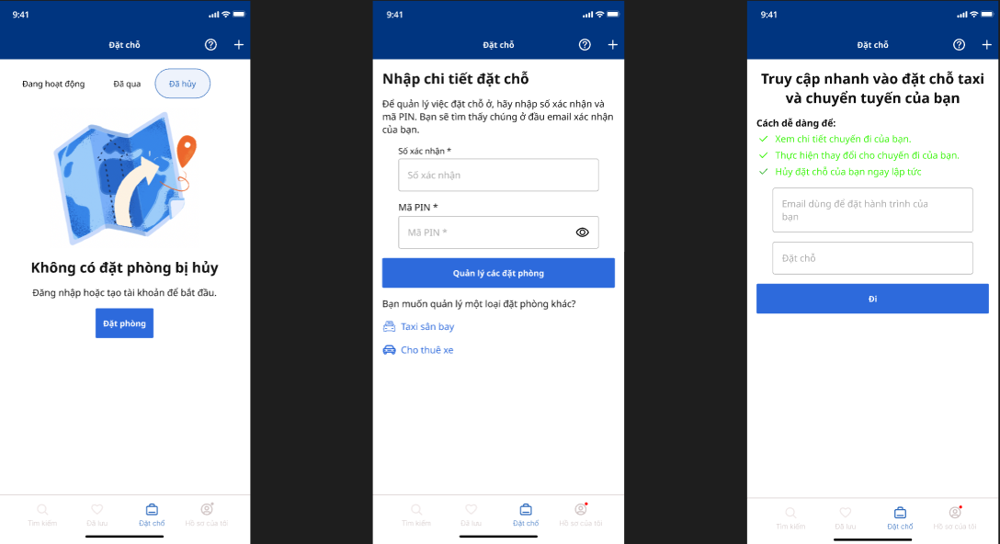 9:41
Đặt chỗ
Đang hoạt động
Đã qua
Đã hủy
Không có đặt phòng bị hủy
Đăng nhập hoặc tạo tài khoản để bắt đầu.
Đặt phòng
Tìm kiếm
Đã lưu
Đặt chỗ
Hồ sơ của tôi
9:41
Đặt chỗ
Nhập chi tiết đặt chỗ
Để quản lý việc đặt chỗ ở, hãy nhập số xác nhận và
mã PIN. Bạn sẽ tìm thấy chúng ở đầu email xác nhận
của bạn.
Số xác nhận *
Số xác nhận
Mã PIN *
Mã PIN *
Quản lý các đặt phòng
Bạn muốn quản lý một loại đặt phòng khác?
Taxi sân bay
Cho thuê xe
Tìm kiếm
Đã lưu
Đặt chỗ
Hồ sơ của tôi
9:41
Đặt chỗ
Truy cập nhanh vào đặt chỗ taxi
và chuyển tuyến của bạn
Cách dễ dàng để:
Xem chi tiết chuyến đi của bạn.
Thực hiện thay đổi cho chuyến đi của bạn.
Hủy đặt chỗ của bạn ngay lập tức
Email dùng để đặt hành trình của
bạn
Đặt chỗ
Đi
Tìm kiếm
Đã lưu
Đặt chỗ
Hồ sơ của tôi